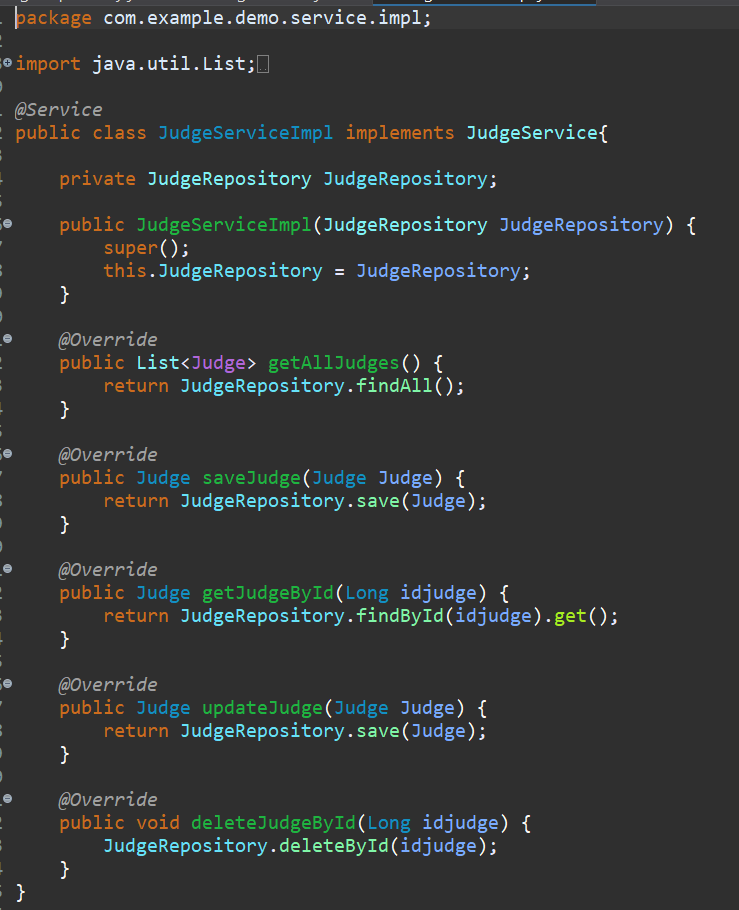 package com.example.demo.service.impl;
import java.util.List;
@Service
public class JudgeServiceImpl implements JudgeService{
private JudgeRepository JudgeRepository;
public JudgeServiceImpl(JudgeRepository JudgeRepository) {
super();
this.JudgeRepository = JudgeRepository;
}
@Override
public List<Judge> getAllJudges() {
return JudgeRepository.findAll();
}
@Override
public Judge saveJudge(Judge Judge) {
return JudgeRepository.save(Judge);
}
@Override
public Judge getJudgeById(Long idjudge) {
return JudgeRepository.findById(idjudge).get();
}
@Override
public Judge updateJudge(Judge Judge) {
return JudgeRepository.save(Judge);
}
@Override
public void deleteJudgeById(Long idjudge) {
JudgeRepository.deleteById(idjudge);
}
}